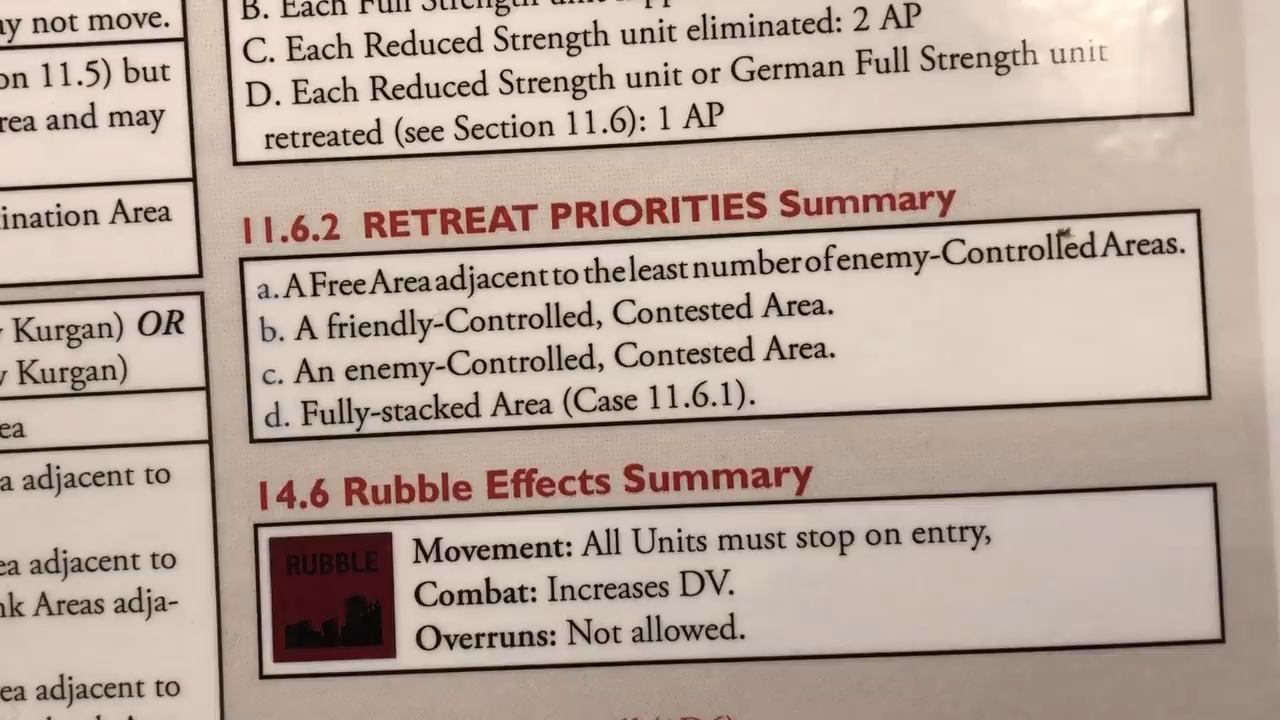 ay not move.
on 11.5) but
rea and may
ination Area
Kurgan) OR
Kurgan)
ea
a adjacent to
ea adjacent to
nk Areas adja-
ea adjacent to
B. Each Full Strength
C. Each Reduced Strength unit eliminated: 2 AP
D. Each Reduced Strength unit or German Full Strength unit
retreated (see Section 11.6): 1 AP
11.6.2 RETREAT PRIORITIES Summary
a. A Free Area adjacent to the least number of enemy-Controlled Areas.
b. A friendly-Controlled, Contested Area.
c. An enemy-Controlled, Contested Area.
d. Fully-stacked Area (Case 11.6.1).
14.6 Rubble Effects Summary
RUBBLE
Movement: All Units must stop on entry,
Combat: Increases DV.
Overruns: Not allowed.